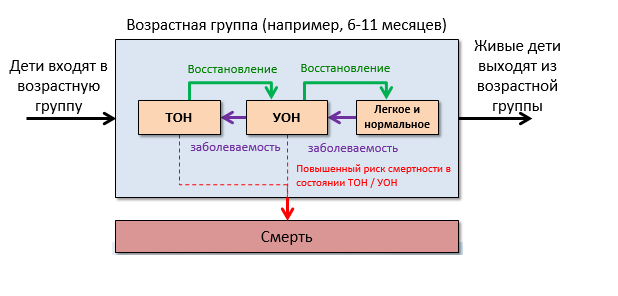 Возрастная группа (например, 6-11 месяцев)
Дети входят в
возрастную
группу
Живые дети
выходят из
возрастной
группы
Восстановление
Восстановление
ТОН
УОН
Легкое и
нормальное
заболеваемость
заболеваемость
Повышенный риск смертности в
состоянии ТОН / УОН
Смерть